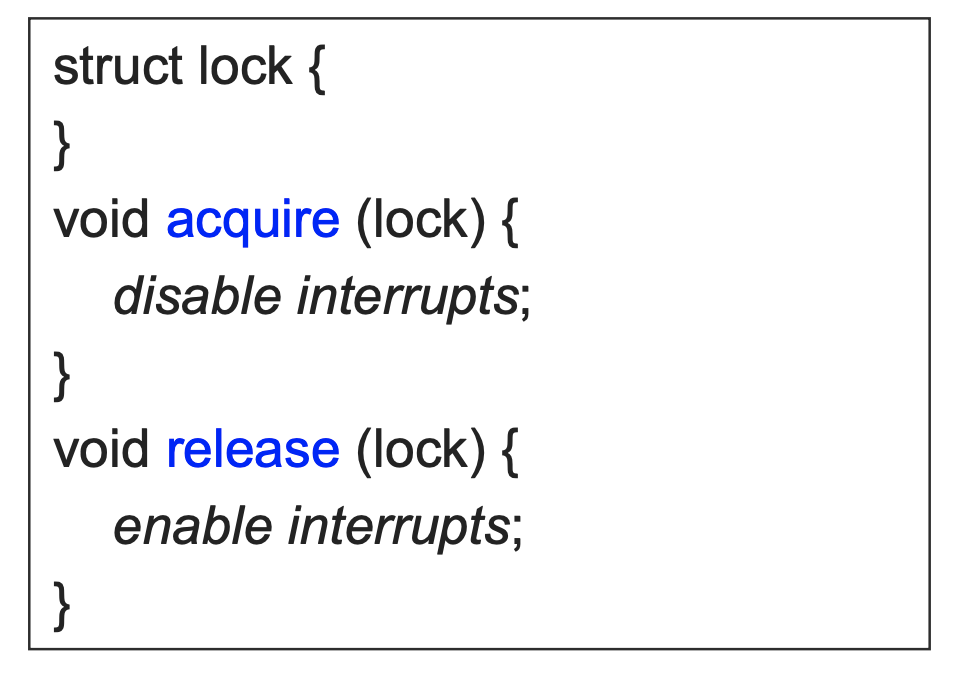 struct lock {
}
void acquire (lock) {
disable interrupts;
}
void release (lock) {
enable interrupts;
}